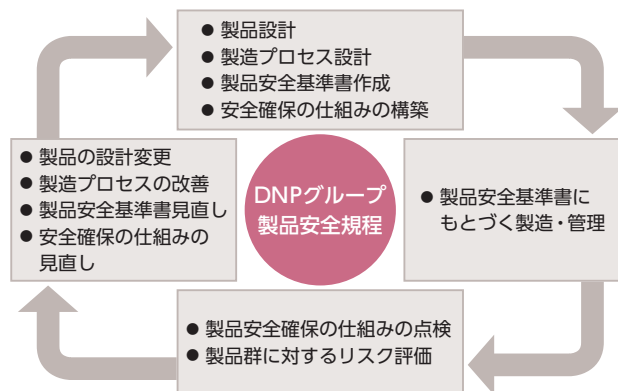 ● 製品設計
● 製造プロセス設計
● 製品安全基準書作成
● 安全確保の仕組みの構築
● 製品の設計変更
● 製造プロセスの改善
● 製品安全基準書見直し
● 安全確保の仕組みの
見直し
DNPグループ
製品安全規程
● 製品安全基準書に
もとづく製造・管理
● 製品安全確保の仕組みの点検
● 製品群に対するリスク評価